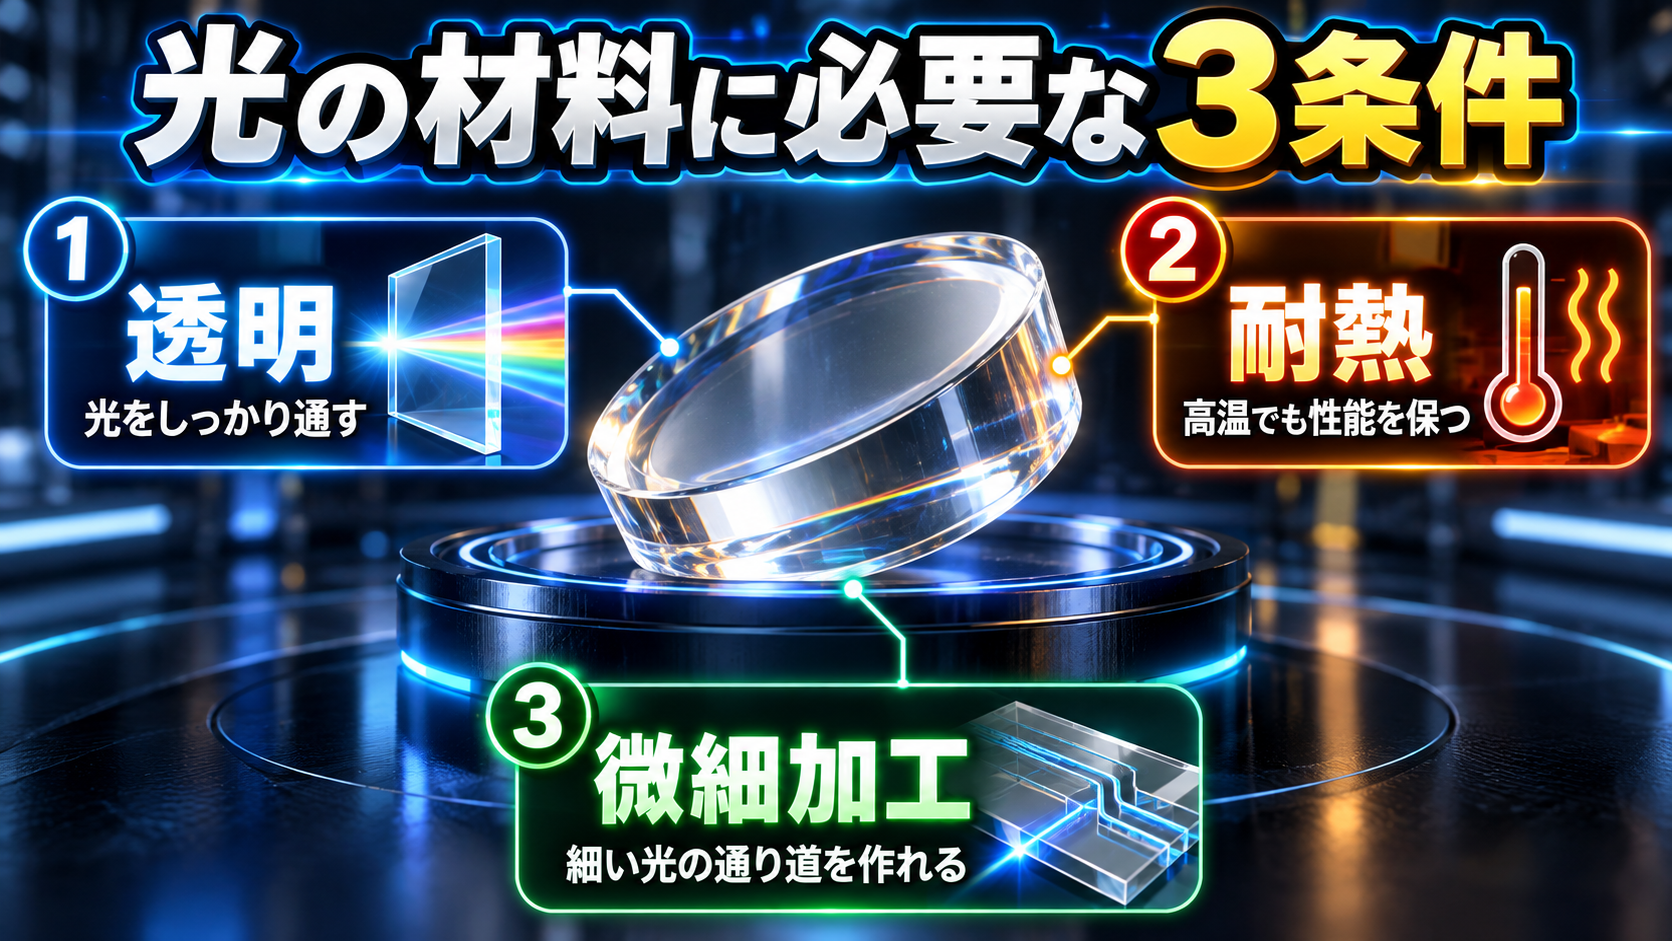 光の材料に必要な3条件
1
透明
光をしっかり通す
2
耐熱
高温でも性能を保つ
3
微細加工
細い光の通り道を作れる